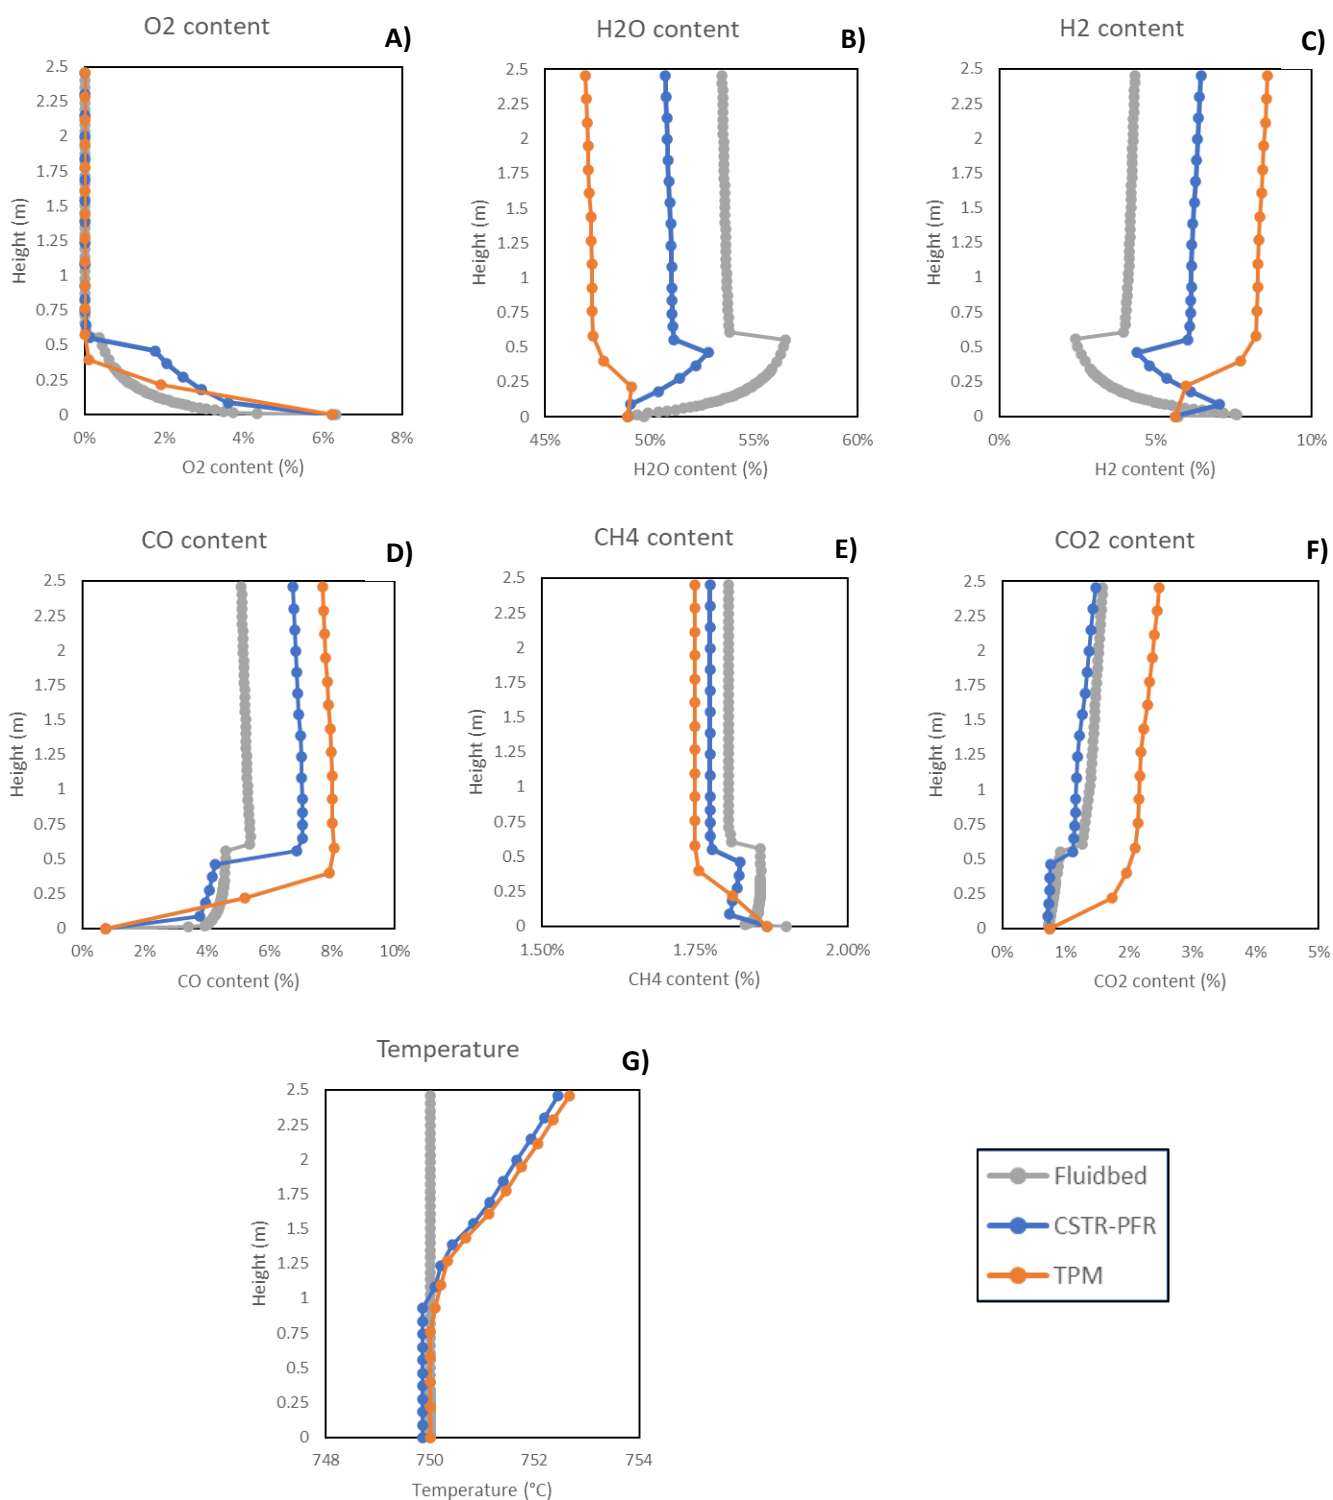 O2 content
A)
2.5
2.25
2
1.75
1.5
1.25
1
0.75
0.5
0.25
0
Height (m)
0% 2% 4% 6% 8%
O2 content (%)
H2O content
B)
2.5
2.25
2
1.75
1.5
1.25
1
0.75
0.5
0.25
0
Height (m)
45% 50% 55% 60%
H2O content (%)
H2 content
C)
2.5
2.25
2
1.75
1.5
1.25
1
0.75
0.5
0.25
0
Height (m)
0% 5% 10%
H2 content (%)
CO content
D)
2.5
2.25
2
1.75
1.5
1.25
1
0.75
0.5
0.25
0
Height (m)
0% 2% 4% 6% 8% 10%
CO content (%)
CH4 content
E)
2.5
2.25
2
1.75
1.5
1.25
1
0.75
0.5
0.25
0
Height (m)
1.50% 1.75% 2.00%
CH4 content (%)
CO2 content
F)
2.5
2.25
2
1.75
1.5
1.25
1
0.75
0.5
0.25
0
Height (m)
0% 1% 2% 3% 4% 5%
CO2 content (%)
Temperature
G)
2.5
2.25
2
1.75
1.5
1.25
1
0.75
0.5
0.25
0
Height (m)
748 750 752 754
Temperature (°C)
Fluidbed
CSTR-PFR
TPM